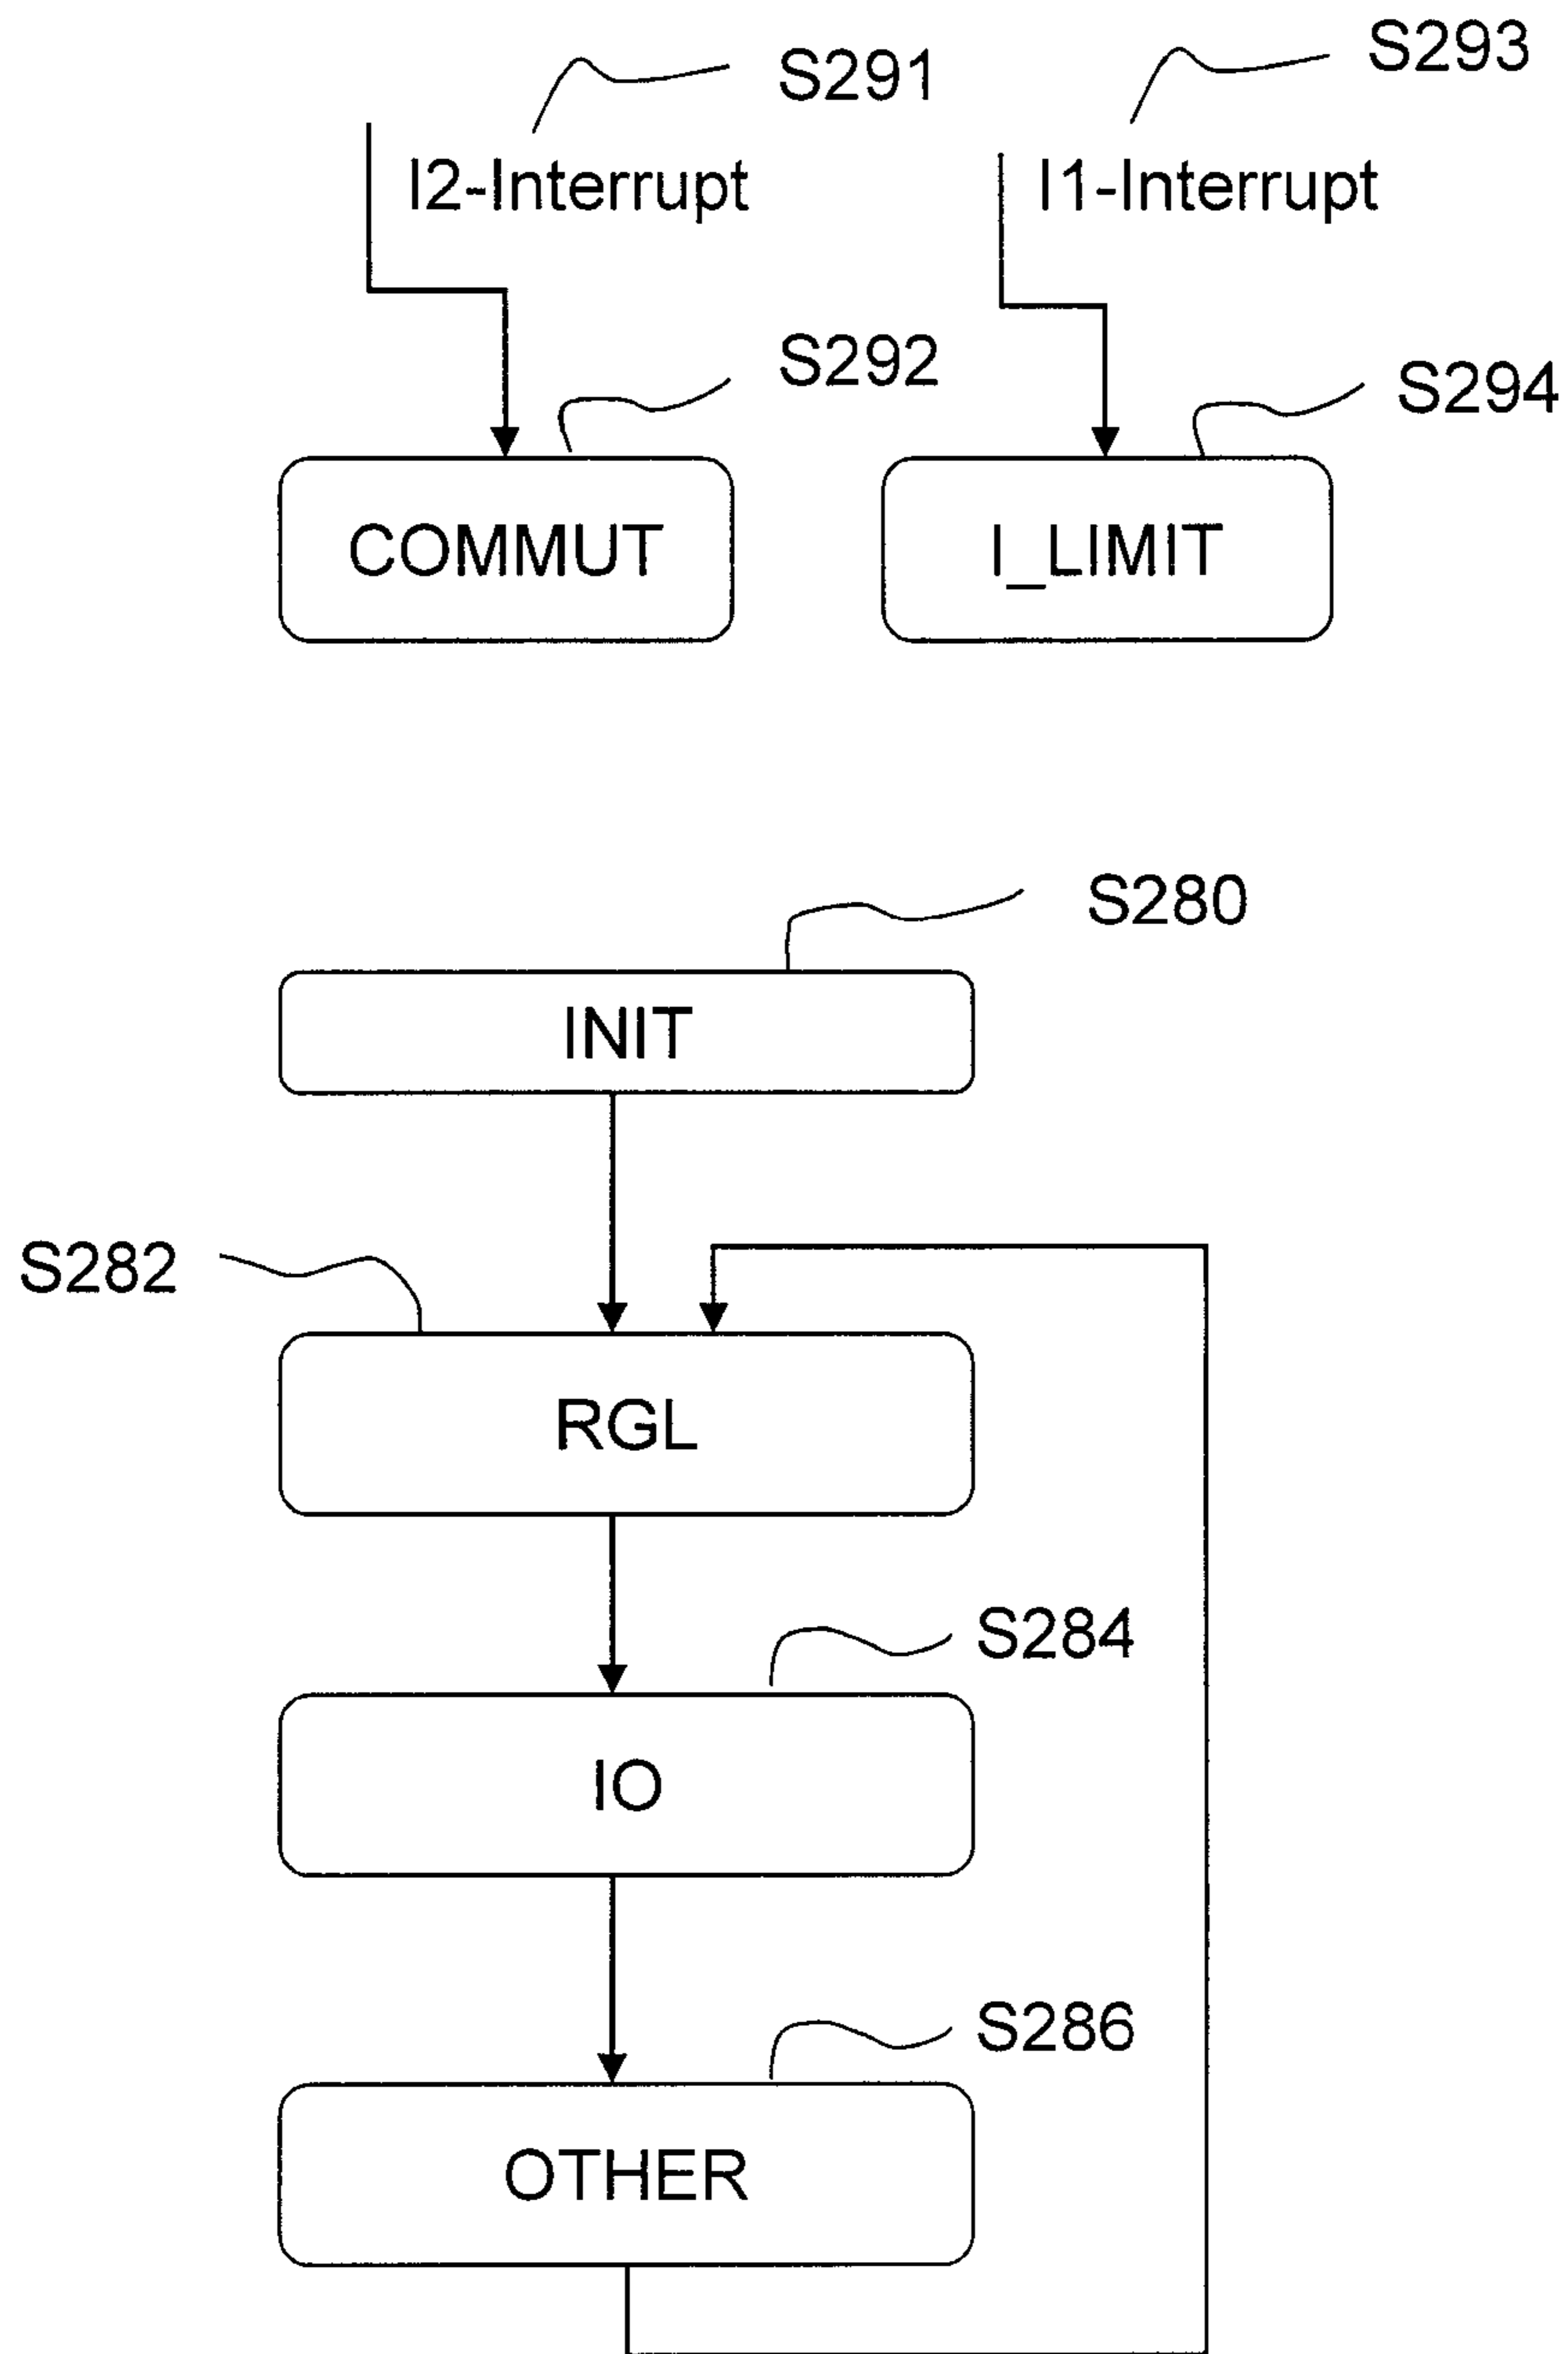 S291
S293
I2-Interrupt
I1-Interrupt
S292
S294
COMMUT
I_LIMIT
S280
INIT
S282
RGL
S284
IO
S286
OTHER